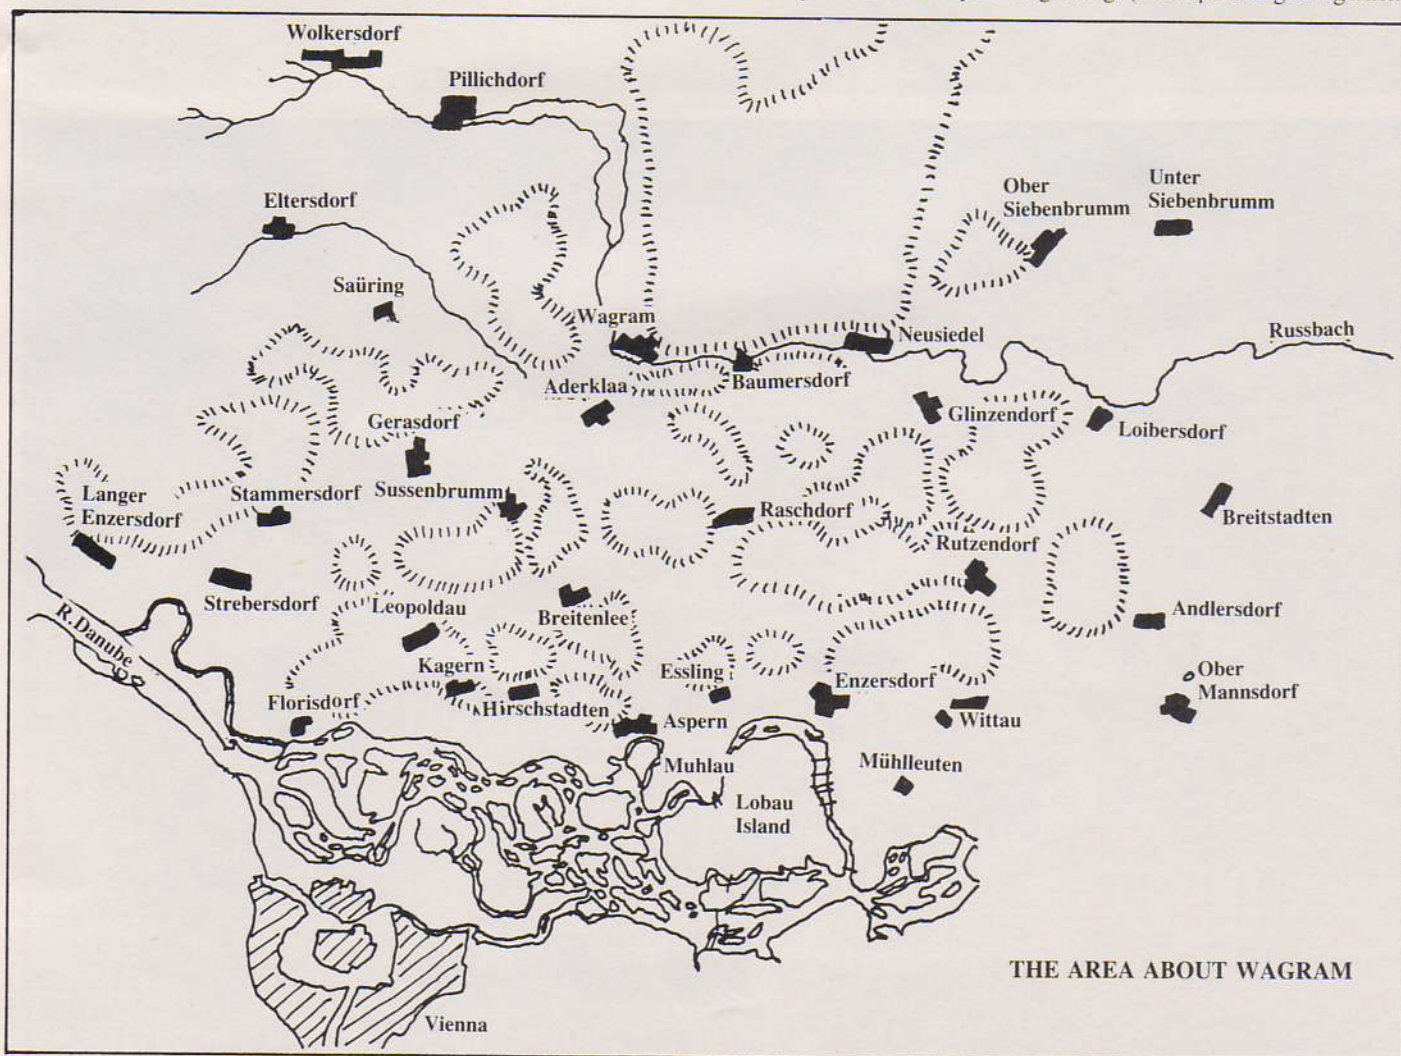 Wolkersdorf
Pillichdorf
Eltersdorf
Ober
Siebenbrumm
Unter
Siebenbrumm
Saüring
Wagram
Neusiedel
Russbach
Aderklaa
Baumersdorf
Gerasdorf
Glinzendorf
Loibersdorf
Langer
Enzersdorf
Stammersdorf
Sussenbrumm
Raschdorf
Breitstadten
Rutzendorf
Strebersdorf
Leopoldau
Breitenlee
Andlersdorf
R. Danube
Kagern
Essling
Enzersdorf
Ober
Mannsdorf
Florisdorf
Hirschstadten
Aspern
Wittau
Muhlau
Mühlleuten
Lobau
Island
THE AREA ABOUT WAGRAM
Vienna